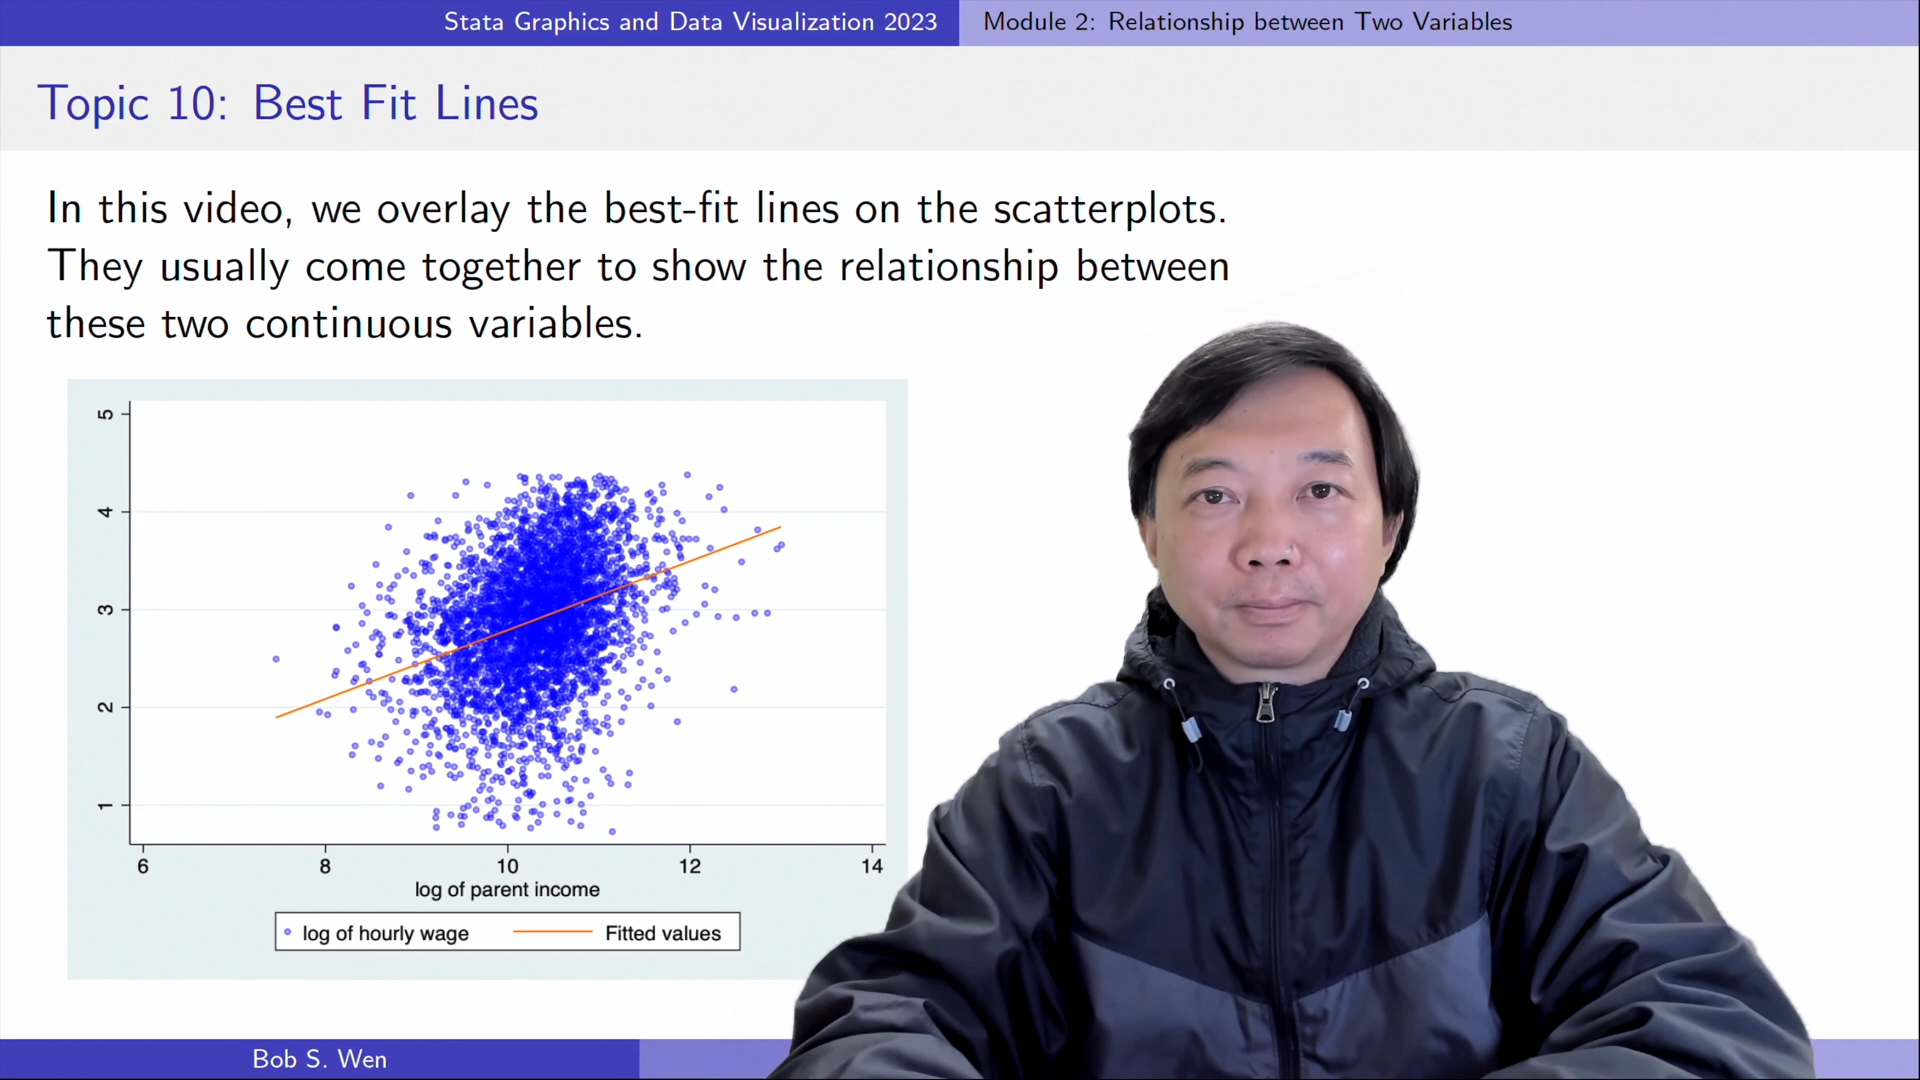 Stata Graphics and Data Visualization 2023
Module 2: Relationship between Two Variables
Topic 10: Best Fit Lines
In this video, we overlay the best-fit lines on the scatterplots.
They usually come together to show the relationship between
these two continuous variables.
5
4
3
2
1
6 8 10 12 14
log of parent income
log of hourly wage Fitted values
Bob S. Wen